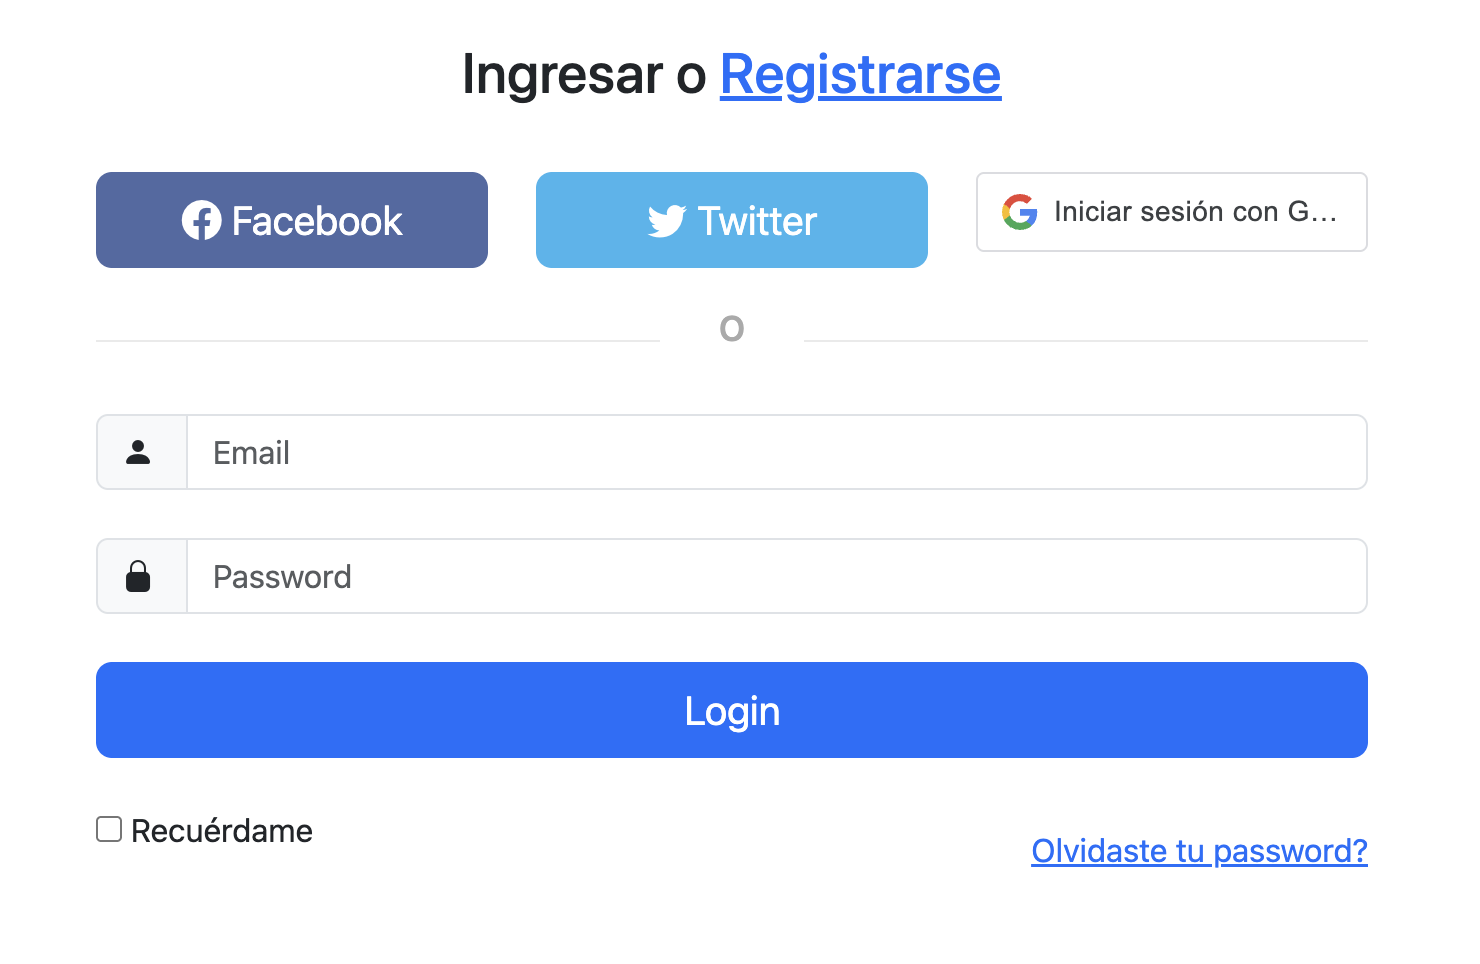 Ingresar o Registrarse
Facebook
Twitter
Iniciar sesión con G...
O
Email
Password
Login
Recuérdame
Olvidaste tu password?